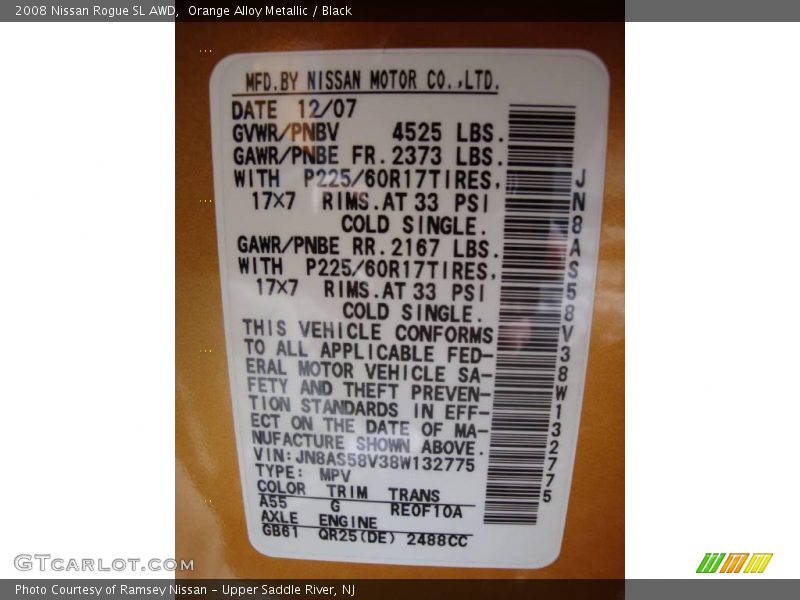 2008 Nissan Rogue SL AWD,  Orange Alloy Metallic / Black
MFD.BY NISSAN MOTOR CO.,LTD.
DATE 12/07
GVWR/PNBV 4525 LBS.
GAWR/PNBE FR. 2373 LBS.
WITH P225/60R17TIRES,
17×7 RIMS.AT 33 PSI
COLD SINGLE.
GAWR/PNBE RR. 2167 LBS.
WITH P225/60R17TIRES,
17×7 RIMS.AT 33 PSI
COLD SINGLE.
THIS VEHICLE CONFORMS
TO ALL APPLICABLE FED-
ERAL MOTOR VEHICLE SA-
FETY AND THEFT PREVEN-
TION STANDARDS IN EFF-
ECT ON THE DATE OF MA-
NUFACTURE SHOWN ABOVE.
VIN:JN8AS58V38W132775
TYPE: MPV
COLOR TRIM TRANS
A55 G RE0F10A
AXLE ENGINE
GB61 QR25(DE) 2488CC
JN8AS58V38W132775
GTCarLot.com
Photo Courtesy of Ramsey Nissan - Upper Saddle River, NJ